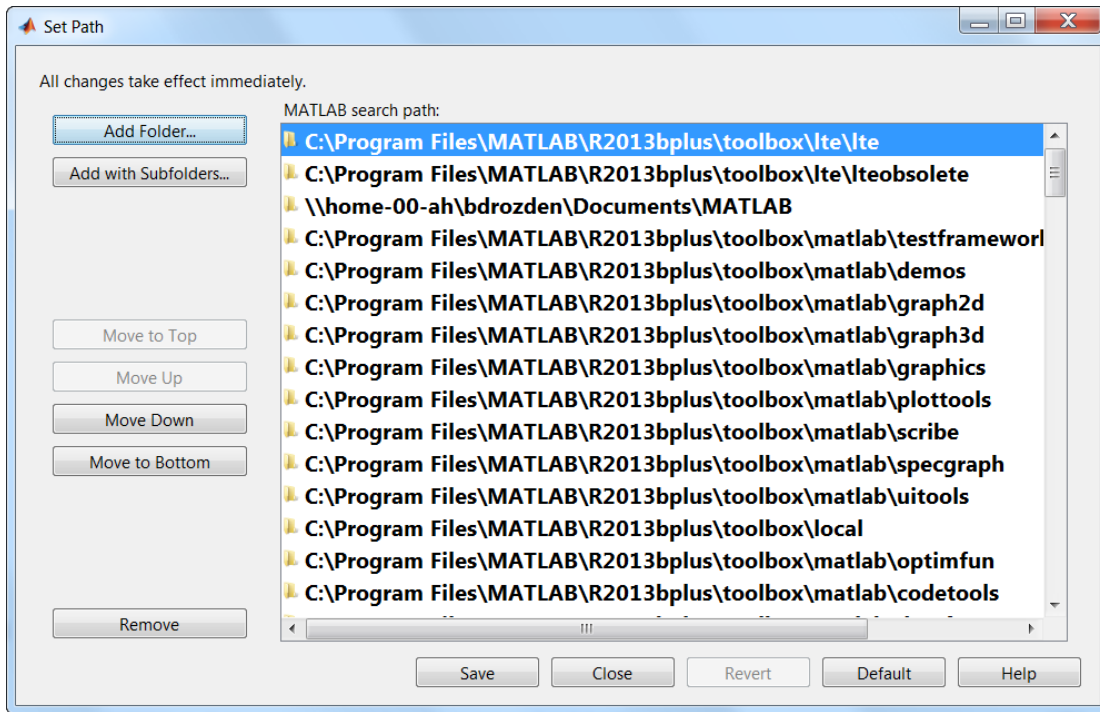 Set Path
All changes take effect immediately.
MATLAB search path:
Add Folder...
Add with Subfolders...
Move to Top
Move Up
Move Down
Move to Bottom
Remove
C:\Program Files\MATLAB\R2013bplus\toolbox\lte\lte
C:\Program Files\MATLAB\R2013bplus\toolbox\lte\lteobsolete
\\home-00-ah\bdrozden\Documents\MATLAB
C:\Program Files\MATLAB\R2013bplus\toolbox\matlab\testframework
C:\Program Files\MATLAB\R2013bplus\toolbox\matlab\demos
C:\Program Files\MATLAB\R2013bplus\toolbox\matlab\graph2d
C:\Program Files\MATLAB\R2013bplus\toolbox\matlab\graph3d
C:\Program Files\MATLAB\R2013bplus\toolbox\matlab\graphics
C:\Program Files\MATLAB\R2013bplus\toolbox\matlab\plottools
C:\Program Files\MATLAB\R2013bplus\toolbox\matlab\scribe
C:\Program Files\MATLAB\R2013bplus\toolbox\matlab\specgraph
C:\Program Files\MATLAB\R2013bplus\toolbox\matlab\uitools
C:\Program Files\MATLAB\R2013bplus\toolbox\local
C:\Program Files\MATLAB\R2013bplus\toolbox\matlab\optimfun
C:\Program Files\MATLAB\R2013bplus\toolbox\matlab\codetools
Save
Close
Revert
Default
Help